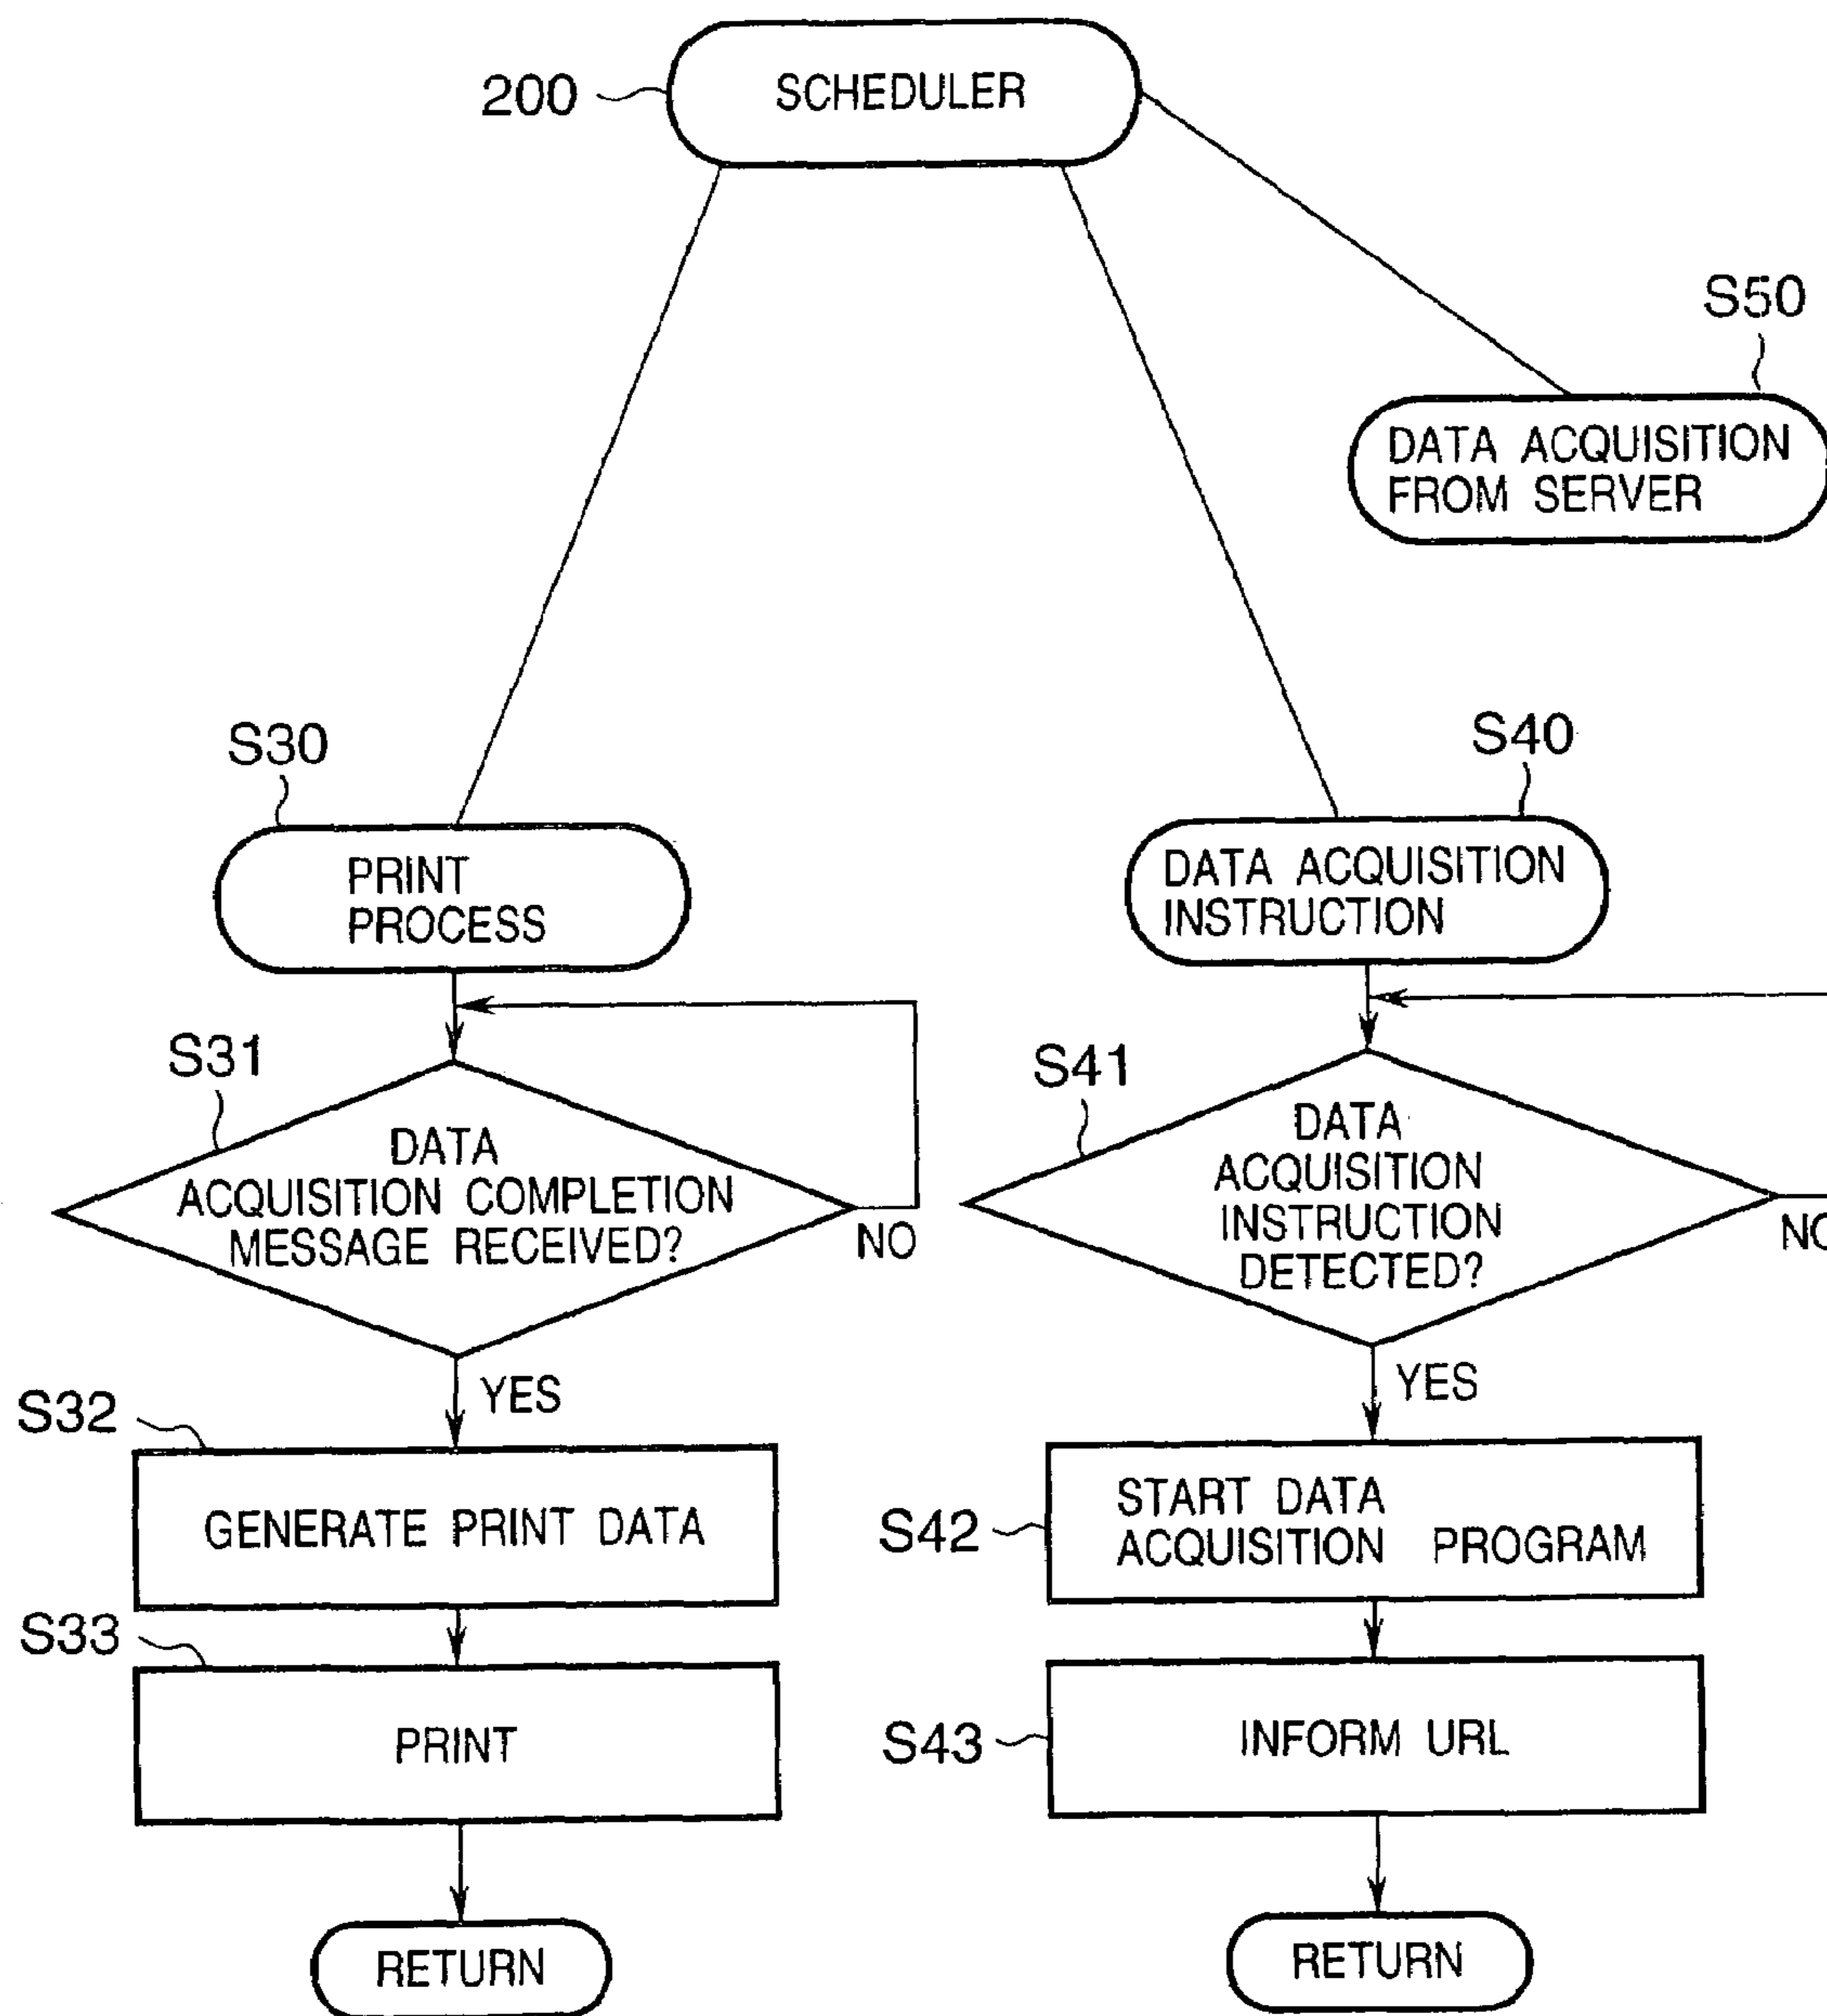 200
SCHEDULER
S50
DATA ACQUISITION
FROM SERVER
S30
PRINT
PROCESS
S40
DATA ACQUISITION
INSTRUCTION
S31
DATA
ACQUISITION COMPLETION
MESSAGE RECEIVED?
NO
YES
S32
GENERATE PRINT DATA
S33
PRINT
RETURN
S41
DATA
ACQUISITION
INSTRUCTION
DETECTED?
NO
YES
S42
START DATA
ACQUISITION PROGRAM
S43
INFORM URL
RETURN